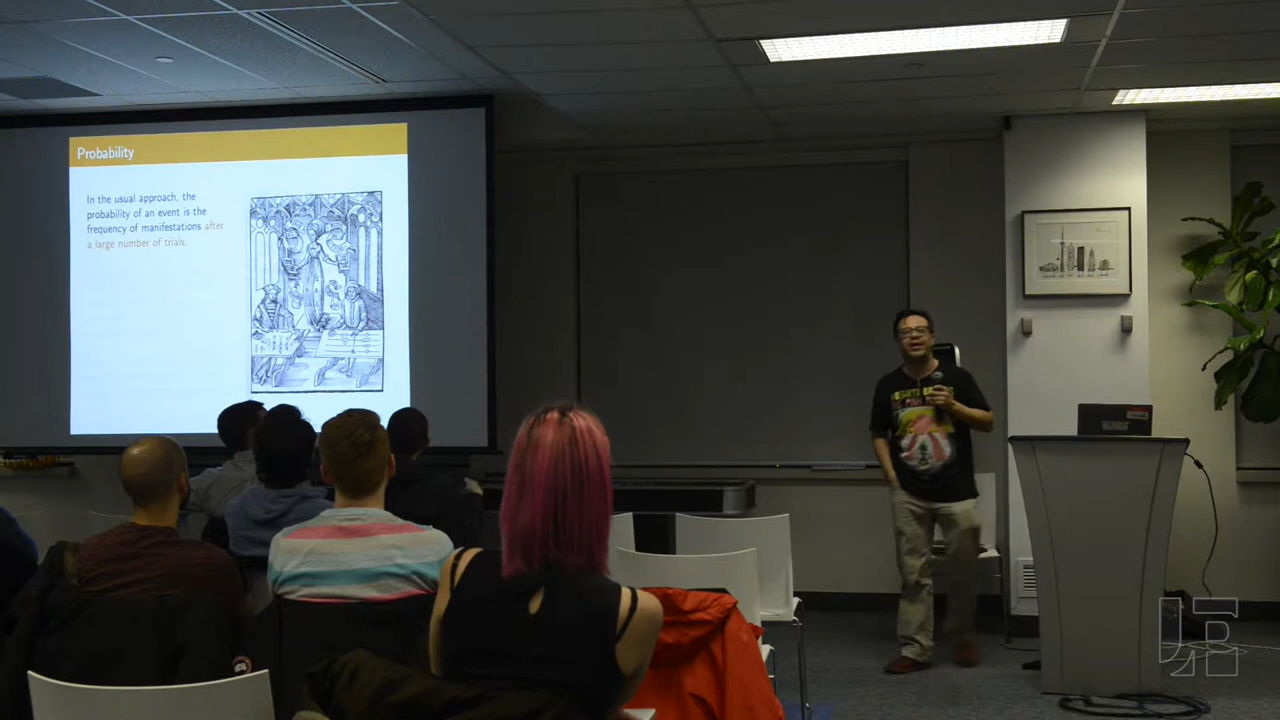 Probability
In the usual approach, the
probability of an event is the
frequency of manifestations after
a large number of trials.